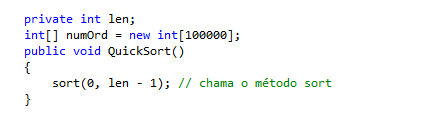 private int len;
int[] numOrd = new int[100000];
public void QuickSort()
{
sort(0, len - 1); // chama o método sort
}